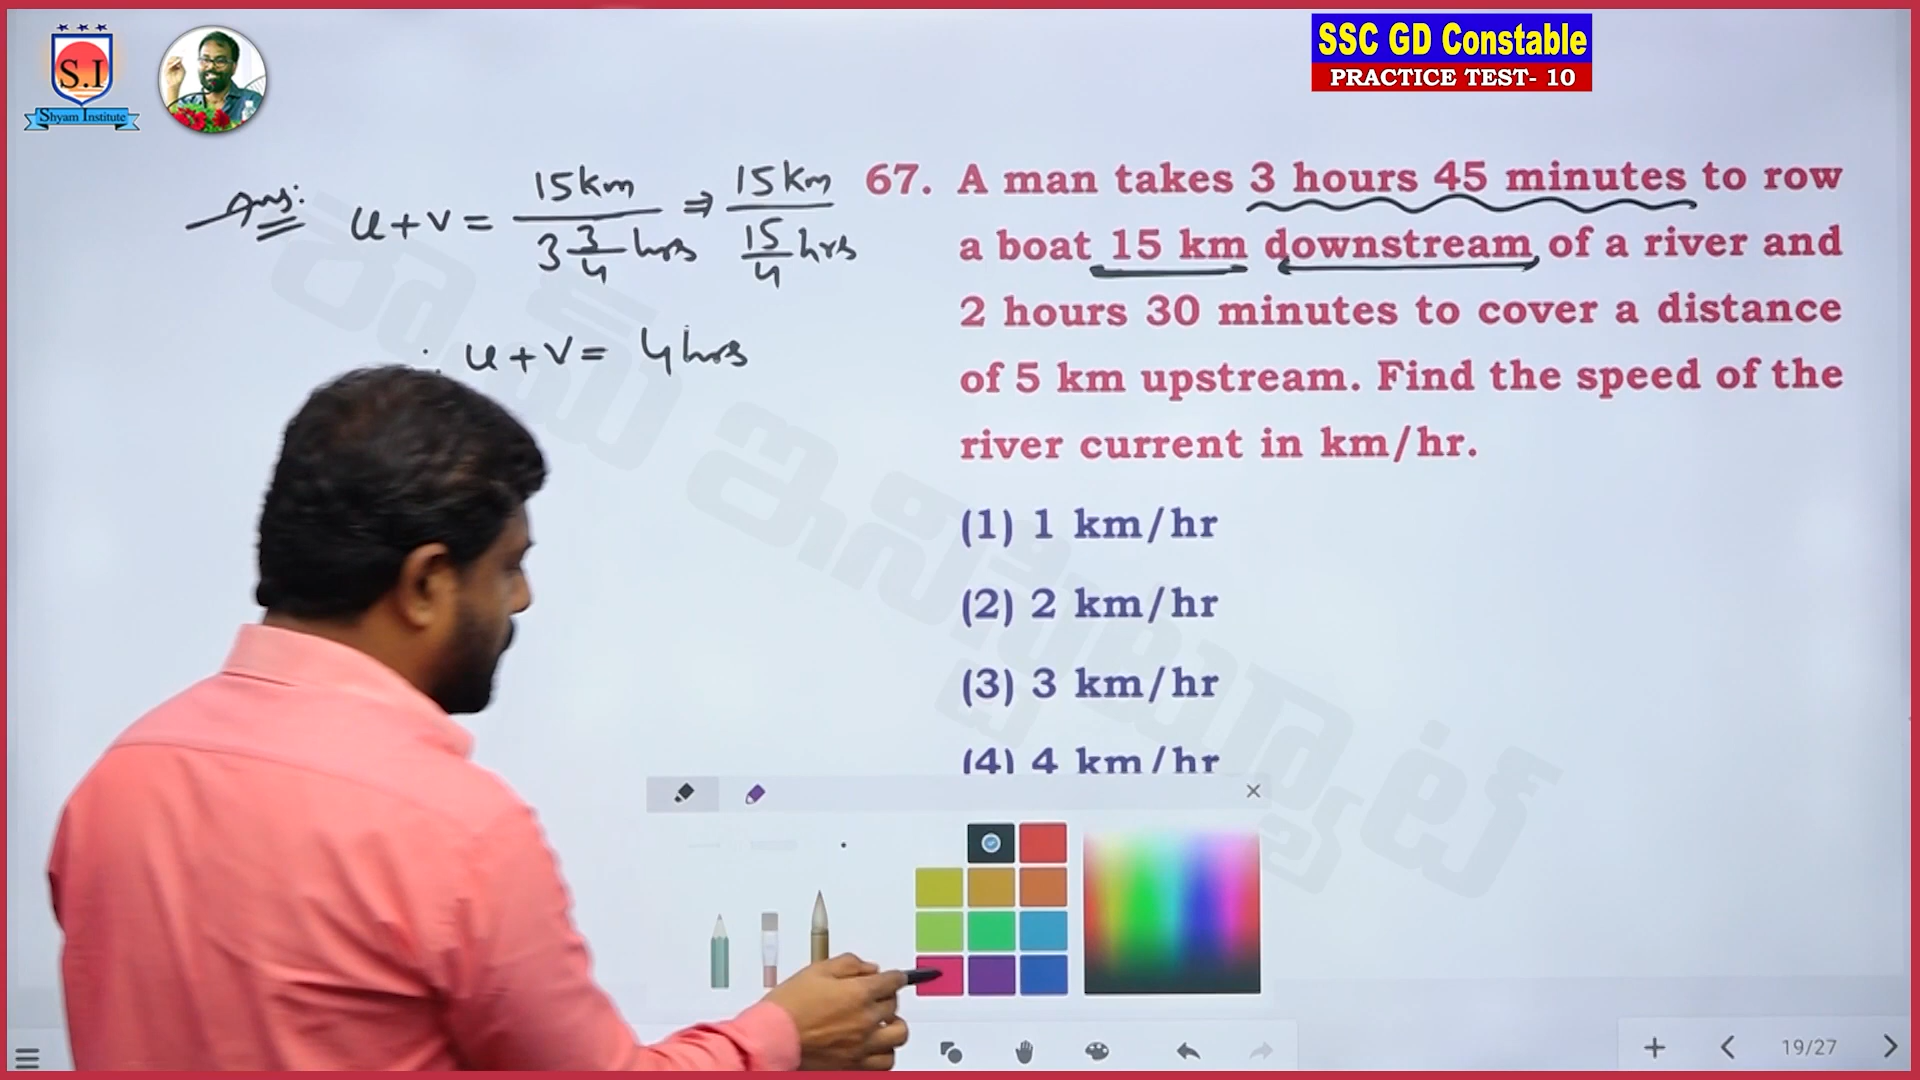 SSC GD Constable
PRACTICE TEST- 10
S.I
Shyam Institute
Ans:
u+v = 15km / 3 3/4 hrs ⇒ 15km / 15/4 hrs
∴ u+v = 4hrs
67. A man takes 3 hours 45 minutes to row
a boat 15 km downstream of a river and
2 hours 30 minutes to cover a distance
of 5 km upstream. Find the speed of the
river current in km/hr.
(1) 1 km/hr
(2) 2 km/hr
(3) 3 km/hr
(4) 4 km/hr
శ్యామ్ ఇన్‌స్టిట్యూట్
19/27